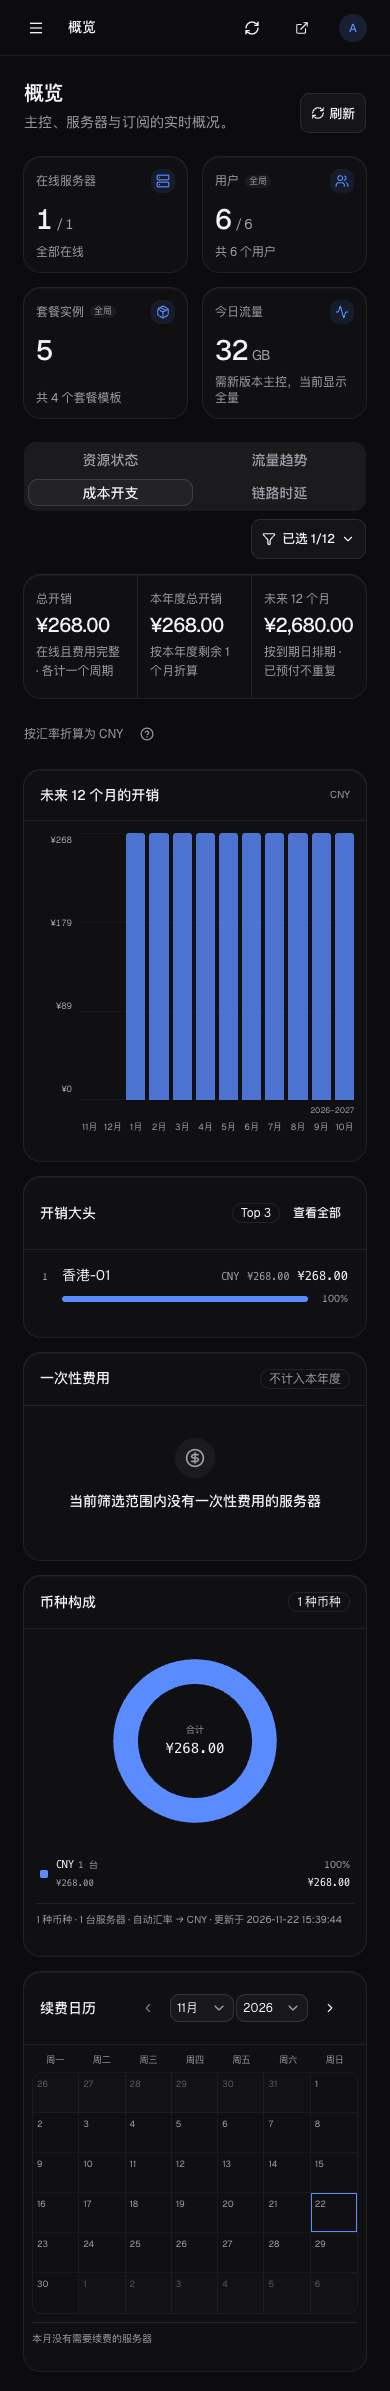 概览
A
概览
主控、服务器与订阅的实时概况。
刷新
在线服务器
1 / 1
全部在线
用户 全局
6 / 6
共 6 个用户
套餐实例 全局
5
共 4 个套餐模板
今日流量
32 GB
需新版本主控，当前显示
全量
资源状态
流量趋势
成本开支
链路时延
已选 1/12
总开销
¥268.00
在线且费用完整
· 各计一个周期
本年度总开销
¥268.00
按本年度剩余 1
个月折算
未来 12 个月
¥2,680.00
按到期日排期 ·
已预付不重复
按汇率折算为 CNY
未来 12 个月的开销
CNY
¥268
¥179
¥89
¥0
2026–2027
11月 12月 1月 2月 3月 4月 5月 6月 7月 8月 9月 10月
开销大头
Top 3
查看全部
1 香港-01 CNY ¥268.00 ¥268.00
100%
一次性费用
不计入本年度
当前筛选范围内没有一次性费用的服务器
币种构成
1 种币种
合计
¥268.00
CNY 1 台 100%
¥268.00 ¥268.00
1 种币种 · 1 台服务器 · 自动汇率 → CNY · 更新于 2026-11-22 15:39:44
续费日历
11月
2026
周一 周二 周三 周四 周五 周六 周日
26 27 28 29 30 31 1
2 3 4 5 6 7 8
9 10 11 12 13 14 15
16 17 18 19 20 21 22
23 24 25 26 27 28 29
30 1 2 3 4 5 6
本月没有需要续费的服务器